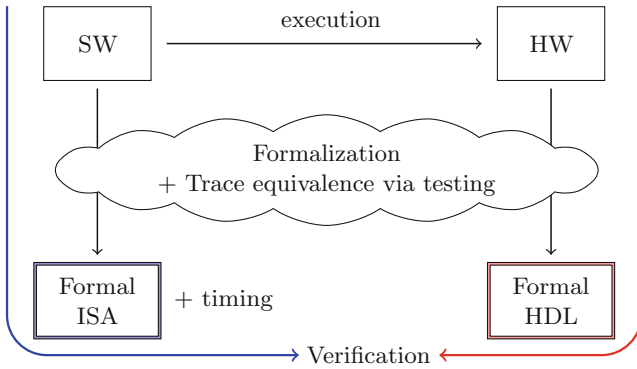 execution
SW
HW
Formalization
+ Trace equivalence via testing
Formal
ISA
+ timing
Formal
HDL
Verification